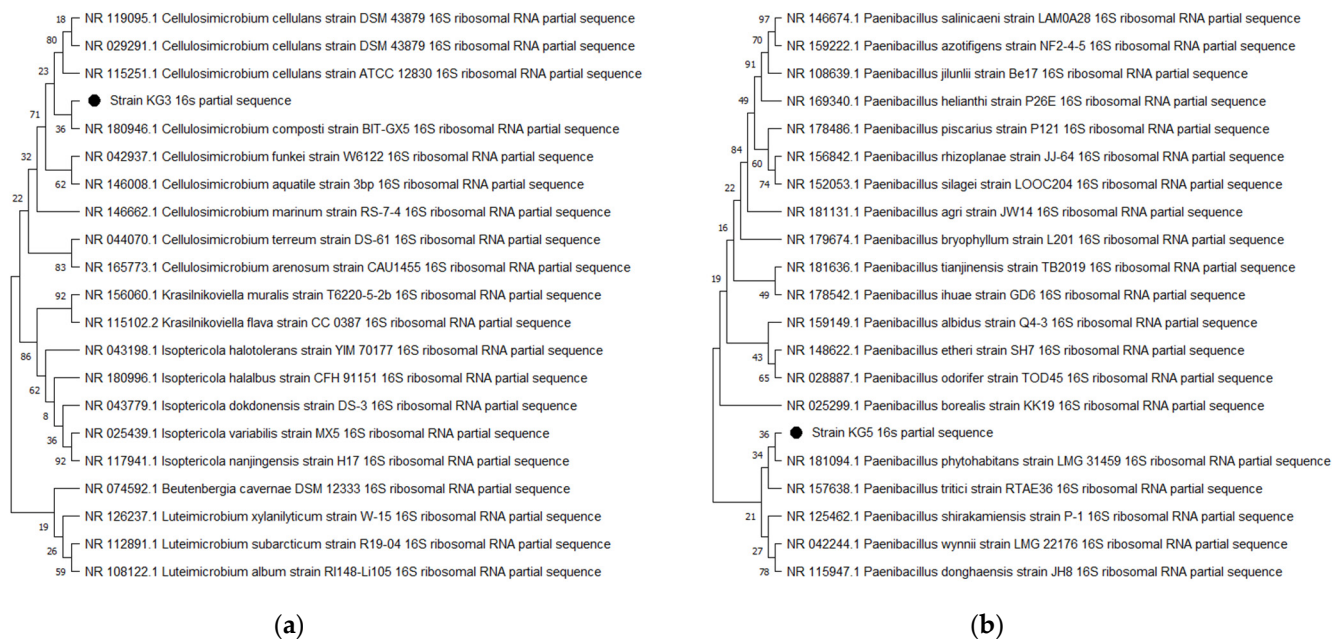 18 NR 119095.1 Cellulosimicrobium cellulans strain DSM 43879 16S ribosomal RNA partial sequence
80
NR 029291.1 Cellulosimicrobium cellulans strain DSM 43879 16S ribosomal RNA partial sequence
23
NR 115251.1 Cellulosimicrobium cellulans strain ATCC 12830 16S ribosomal RNA partial sequence
Strain KG3 16s partial sequence
71
36 NR 180946.1 Cellulosimicrobium composti strain BIT-GX5 16S ribosomal RNA partial sequence
32
NR 042937.1 Cellulosimicrobium funkei strain W6122 16S ribosomal RNA partial sequence
62 NR 146008.1 Cellulosimicrobium aquatile strain 3bp 16S ribosomal RNA partial sequence
22
NR 146662.1 Cellulosimicrobium marinum strain RS-7-4 16S ribosomal RNA partial sequence
NR 044070.1 Cellulosimicrobium terreum strain DS-61 16S ribosomal RNA partial sequence
83 NR 165773.1 Cellulosimicrobium arenosum strain CAU1455 16S ribosomal RNA partial sequence
92 NR 156060.1 Krasilnikoviella muralis strain T6220-5-2b 16S ribosomal RNA partial sequence
NR 115102.2 Krasilnikoviella flava strain CC 0387 16S ribosomal RNA partial sequence
86
NR 043198.1 Isoptericola halotolerans strain YIM 70177 16S ribosomal RNA partial sequence
62
NR 180996.1 Isoptericola halalbus strain CFH 91151 16S ribosomal RNA partial sequence
8
NR 043779.1 Isoptericola dokdonensis strain DS-3 16S ribosomal RNA partial sequence
36
NR 025439.1 Isoptericola variabilis strain MX5 16S ribosomal RNA partial sequence
92 NR 117941.1 Isoptericola nanjingensis strain H17 16S ribosomal RNA partial sequence
NR 074592.1 Beutenbergia cavernae DSM 12333 16S ribosomal RNA partial sequence
19
NR 126237.1 Luteimicrobium xylanilyticum strain W-15 16S ribosomal RNA partial sequence
26
NR 112891.1 Luteimicrobium subarcticum strain R19-04 16S ribosomal RNA partial sequence
59 NR 108122.1 Luteimicrobium album strain RI148-Li105 16S ribosomal RNA partial sequence
(a)
97 NR 146674.1 Paenibacillus salinicaeni strain LAM0A28 16S ribosomal RNA partial sequence
70
NR 159222.1 Paenibacillus azotifigens strain NF2-4-5 16S ribosomal RNA partial sequence
91
NR 108639.1 Paenibacillus jilunlii strain Be17 16S ribosomal RNA partial sequence
49
NR 169340.1 Paenibacillus helianthi strain P26E 16S ribosomal RNA partial sequence
NR 178486.1 Paenibacillus piscarius strain P121 16S ribosomal RNA partial sequence
84
60
NR 156842.1 Paenibacillus rhizoplanae strain JJ-64 16S ribosomal RNA partial sequence
74 NR 152053.1 Paenibacillus silagei strain LOOC204 16S ribosomal RNA partial sequence
22
NR 181131.1 Paenibacillus agri strain JW14 16S ribosomal RNA partial sequence
16
NR 179674.1 Paenibacillus bryophyllum strain L201 16S ribosomal RNA partial sequence
NR 181636.1 Paenibacillus tianjinensis strain TB2019 16S ribosomal RNA partial sequence
19
49 NR 178542.1 Paenibacillus ihuae strain GD6 16S ribosomal RNA partial sequence
NR 159149.1 Paenibacillus albidus strain Q4-3 16S ribosomal RNA partial sequence
43
NR 148622.1 Paenibacillus etheri strain SH7 16S ribosomal RNA partial sequence
65 NR 028887.1 Paenibacillus odorifer strain TOD45 16S ribosomal RNA partial sequence
NR 025299.1 Paenibacillus borealis strain KK19 16S ribosomal RNA partial sequence
36 Strain KG5 16s partial sequence
34
NR 181094.1 Paenibacillus phytohabitans strain LMG 31459 16S ribosomal RNA partial sequence
NR 157638.1 Paenibacillus tritici strain RTAE36 16S ribosomal RNA partial sequence
21
NR 125462.1 Paenibacillus shirakamiensis strain P-1 16S ribosomal RNA partial sequence
27
NR 042244.1 Paenibacillus wynnii strain LMG 22176 16S ribosomal RNA partial sequence
78 NR 115947.1 Paenibacillus donghaensis strain JH8 16S ribosomal RNA partial sequence
(b)